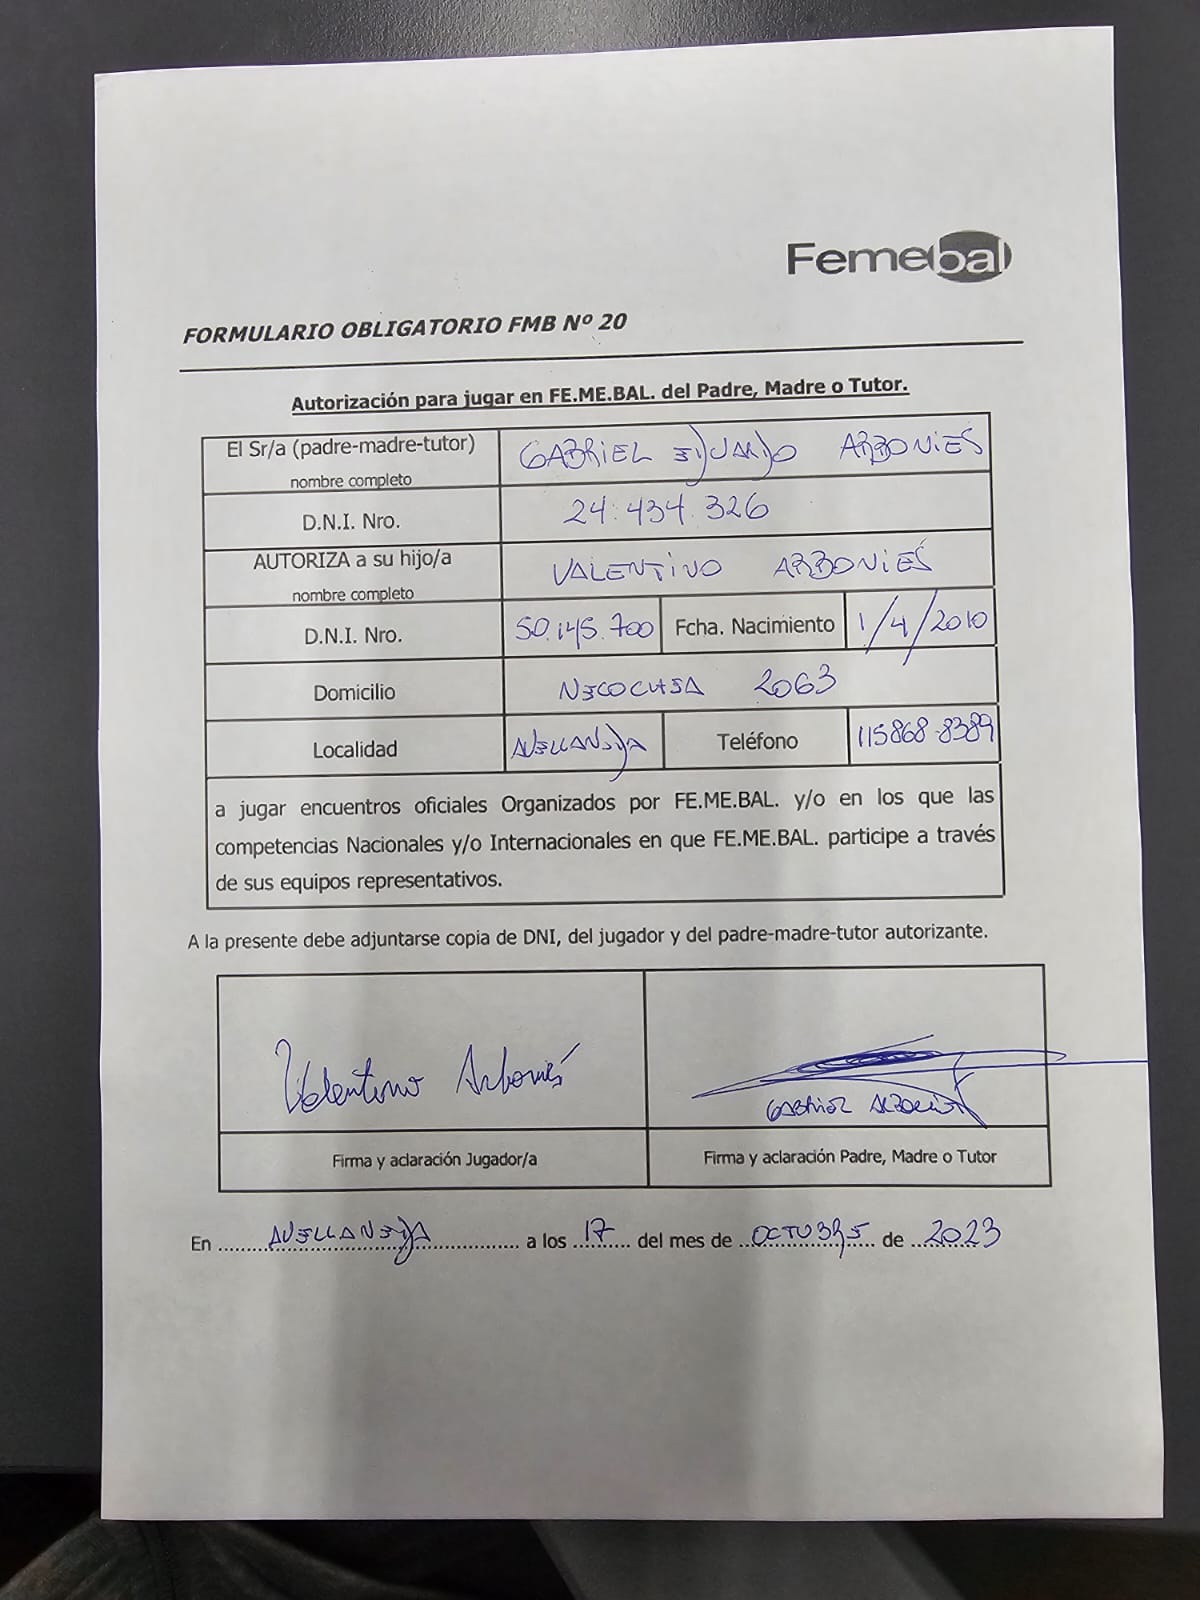 Femebal
FORMULARIO OBLIGATORIO FMB Nº 20
Autorización para jugar en FE.ME.BAL. del Padre, Madre o Tutor.
El Sr/a (padre-madre-tutor) GABRIEL EDUARDO ARBONIES
nombre completo
D.N.I. Nro. 24.434.326
AUTORIZA a su hijo/a VALENTINO ARBONIÉS
nombre completo
D.N.I. Nro. 50.145.700 Fcha. Nacimiento 1/4/2010
Domicilio NECOCHEA 2063
Localidad AVELLANEDA Teléfono 115868-8389
a jugar encuentros oficiales Organizados por FE.ME.BAL. y/o en los que las
competencias Nacionales y/o Internacionales en que FE.ME.BAL. participe a través
de sus equipos representativos.
A la presente debe adjuntarse copia de DNI, del jugador y del padre-madre-tutor autorizante.
Valentino Arboniés
GABRIEL ARBONIES
Firma y aclaración Jugador/a Firma y aclaración Padre, Madre o Tutor
En AVELLANEDA a los 17 del mes de OCTUBRE de 2023